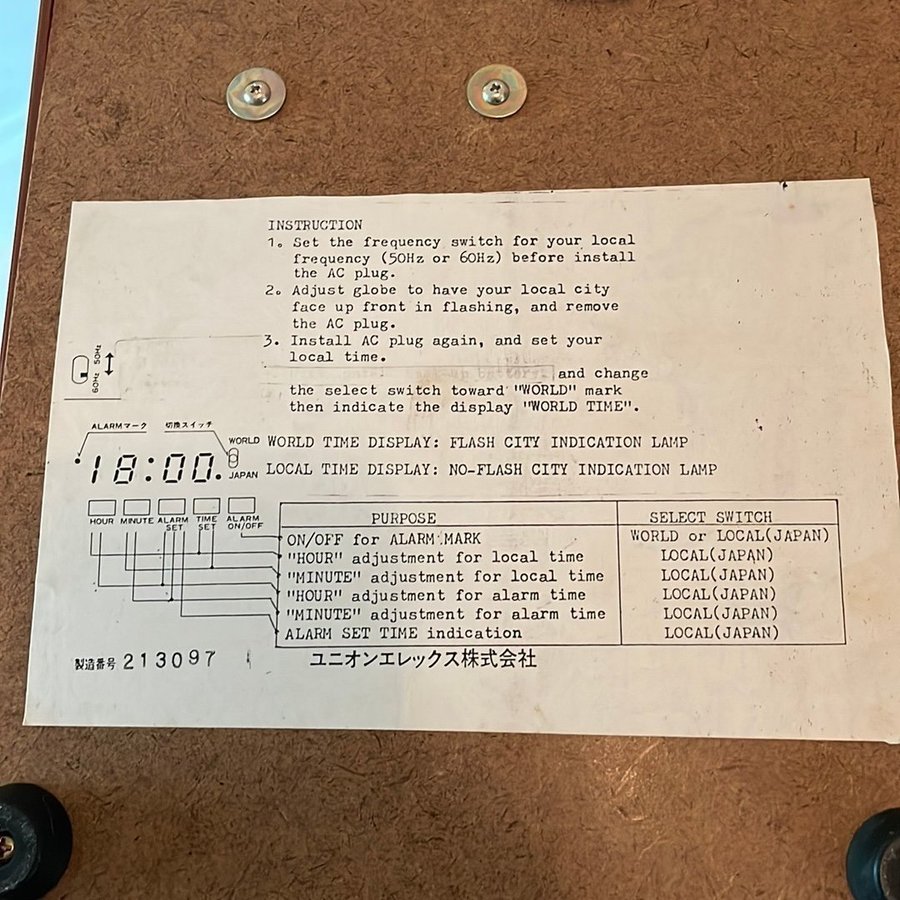 INSTRUCTION
1。 Set the frequency switch for your local
frequency (50Hz or 60Hz) before install
the AC plug.
2。 Adjust globe to have your local city
face up front in flashing, and remove
the AC plug.
3. Install AC plug again, and set your
local time.
and change
the select switch toward "WORLD" mark
then indicate the display "WORLD TIME".
60Hz 50Hz
ALARMマーク 切換スイッチ
18:00.
WORLD
JAPAN
WORLD TIME DISPLAY: FLASH CITY INDICATION LAMP
LOCAL TIME DISPLAY: NO-FLASH CITY INDICATION LAMP
HOUR MINUTE ALARM SET TIME SET ALARM ON/OFF
PURPOSE SELECT SWITCH
ON/OFF for ALARM MARK WORLD or LOCAL(JAPAN)
"HOUR" adjustment for local time LOCAL(JAPAN)
"MINUTE" adjustment for local time LOCAL(JAPAN)
"HOUR" adjustment for alarm time LOCAL(JAPAN)
"MINUTE" adjustment for alarm time LOCAL(JAPAN)
ALARM SET TIME indication LOCAL(JAPAN)
製造番号 213097
ユニオンエレックス株式会社